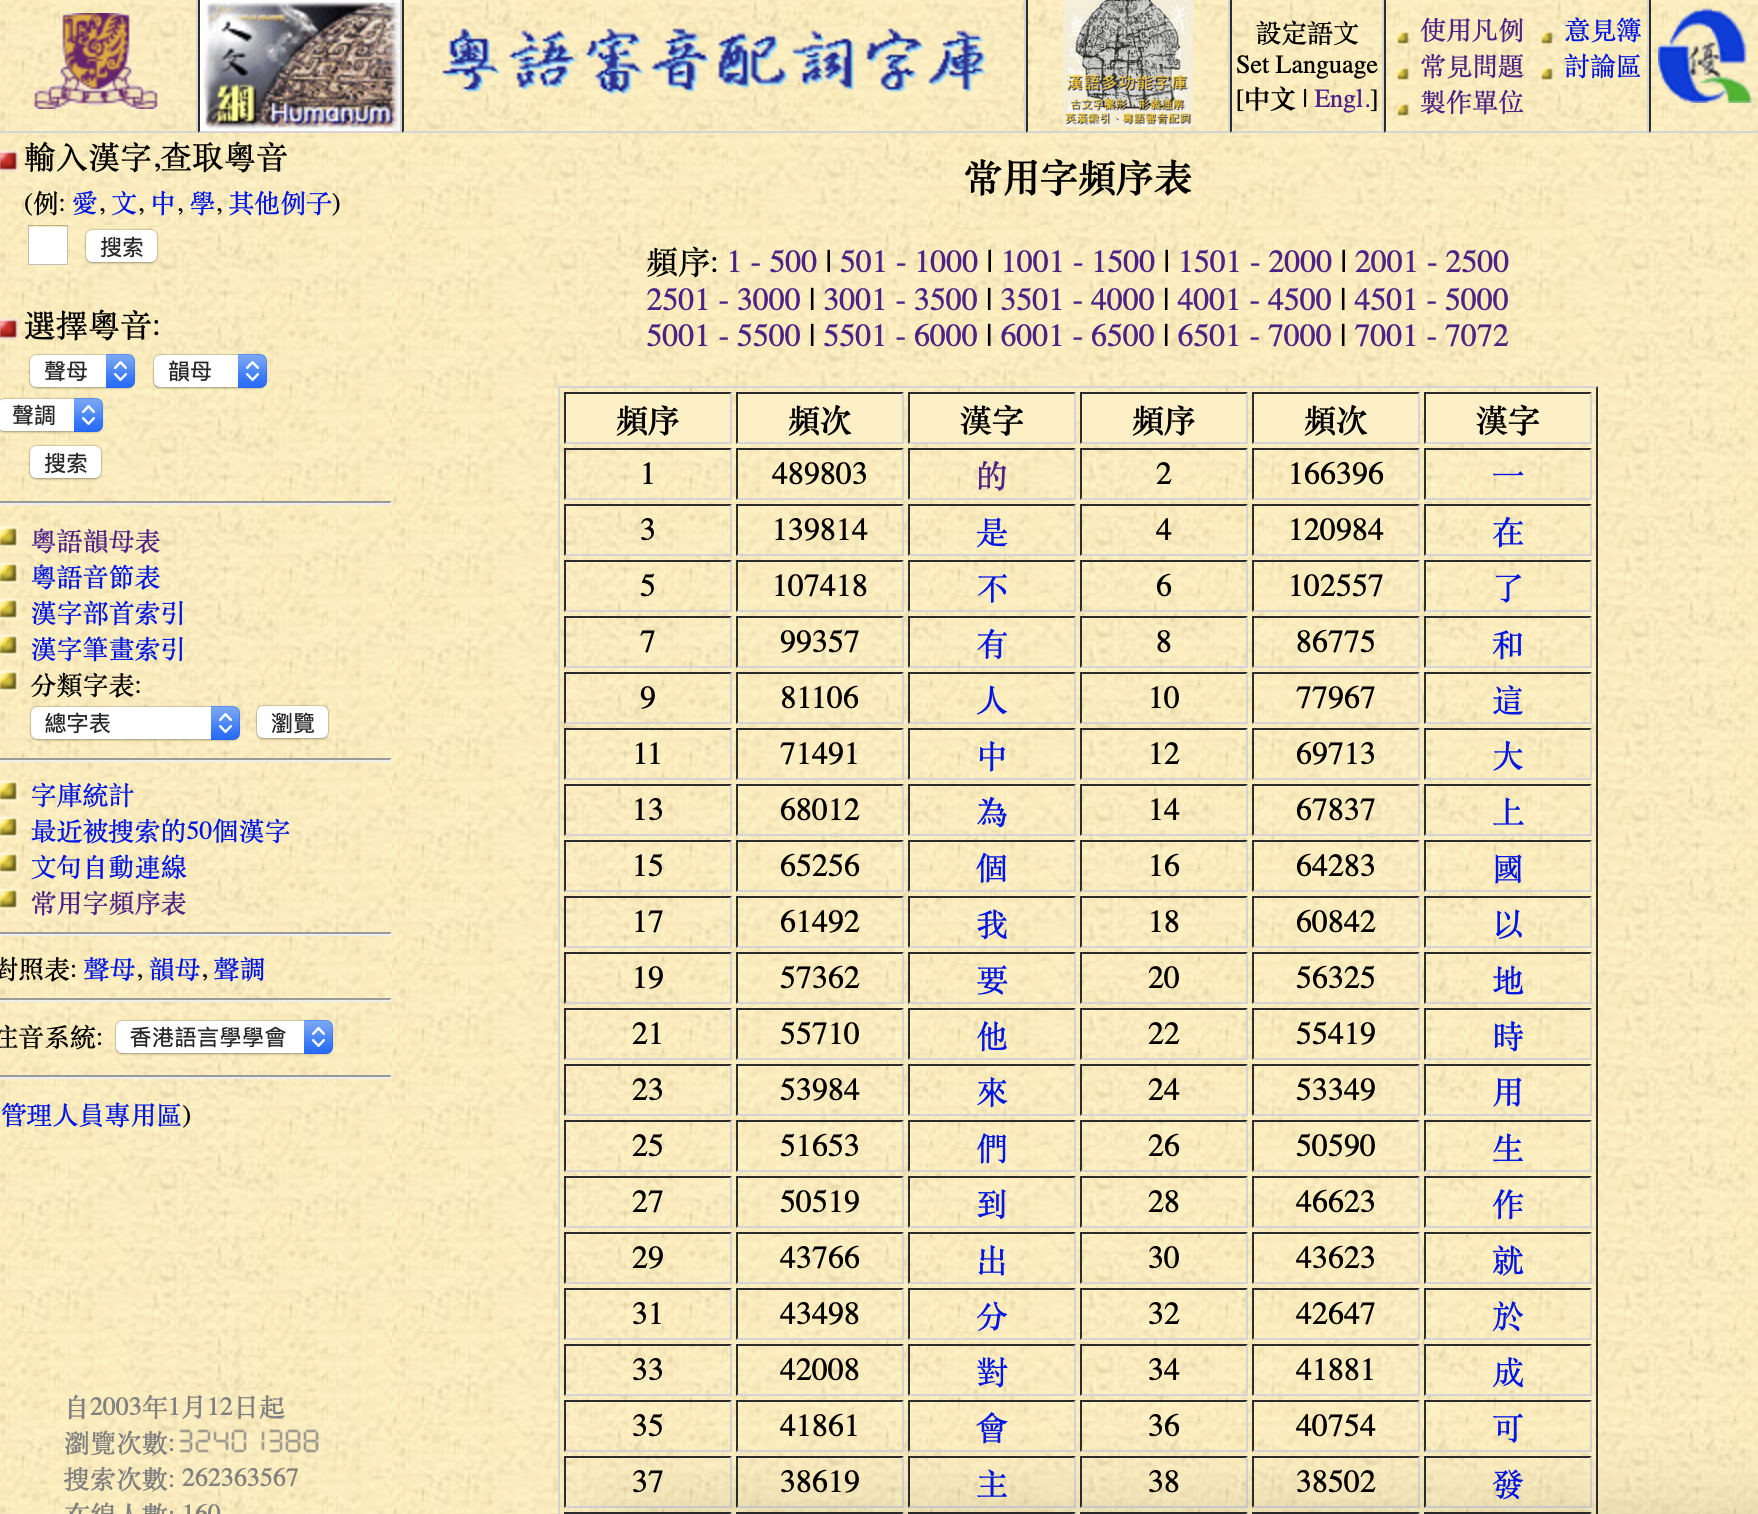 人文網 Humanum
粵語審音配詞字庫
漢語多功能字庫
古文字彙形、形義通解
英漢索引、粵語審音配詞
設定語文
Set Language
[中文 | Engl.]
使用凡例
意見簿
常見問題
討論區
製作單位
優
輸入漢字,查取粵音
(例: 愛, 文, 中, 學, 其他例子)
搜索
選擇粵音:
聲母 韻母
聲調
搜索
粵語韻母表
粵語音節表
漢字部首索引
漢字筆畫索引
分類字表:
總字表 瀏覽
字庫統計
最近被搜索的50個漢字
文句自動連線
常用字頻序表
對照表: 聲母, 韻母, 聲調
注音系統: 香港語言學學會
管理人員專用區)
自2003年1月12日起
瀏覽次數: 32401388
搜索次數: 262363567
在線人數: 160
常用字頻序表
頻序: 1 - 500 | 501 - 1000 | 1001 - 1500 | 1501 - 2000 | 2001 - 2500
2501 - 3000 | 3001 - 3500 | 3501 - 4000 | 4001 - 4500 | 4501 - 5000
5001 - 5500 | 5501 - 6000 | 6001 - 6500 | 6501 - 7000 | 7001 - 7072
頻序 頻次 漢字 頻序 頻次 漢字
1 489803 的 2 166396 一
3 139814 是 4 120984 在
5 107418 不 6 102557 了
7 99357 有 8 86775 和
9 81106 人 10 77967 這
11 71491 中 12 69713 大
13 68012 為 14 67837 上
15 65256 個 16 64283 國
17 61492 我 18 60842 以
19 57362 要 20 56325 地
21 55710 他 22 55419 時
23 53984 來 24 53349 用
25 51653 們 26 50590 生
27 50519 到 28 46623 作
29 43766 出 30 43623 就
31 43498 分 32 42647 於
33 42008 對 34 41881 成
35 41861 會 36 40754 可
37 38619 主 38 38502 發